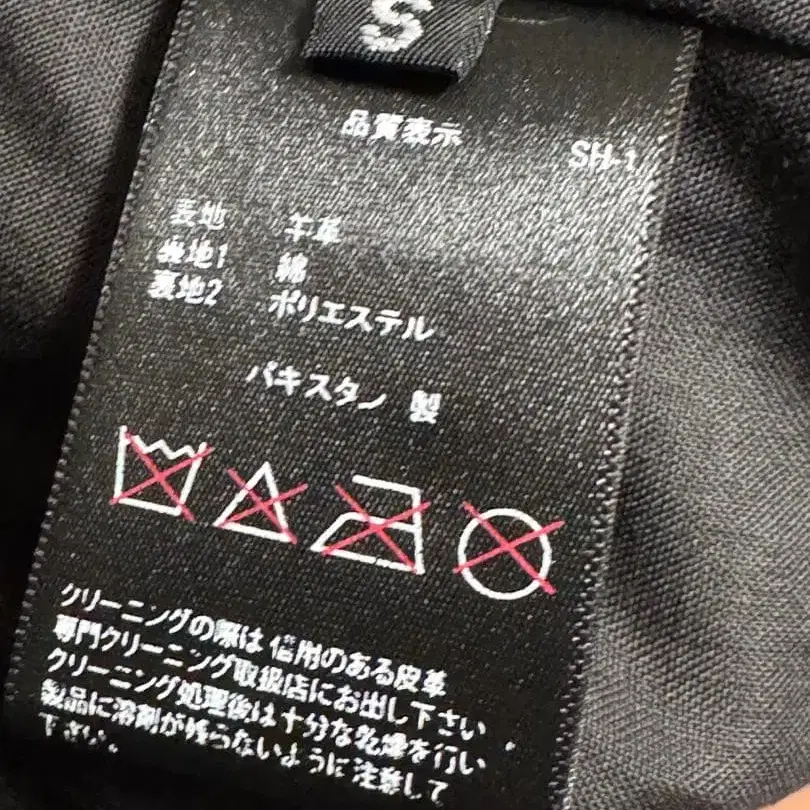 S
品質表示
SH-1
表地 羊革
裏地1 綿
裏地2 ポリエステル
パキスタン 製
クリーニングの際は信用のある皮革
専門クリーニング取扱店にお出し下さい
クリーニング処理後は十分な乾燥を行い
製品に溶剤が残らないように注意して
下さい。